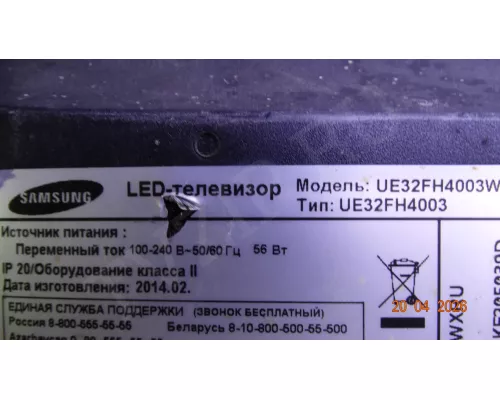 SAMSUNG
LED-телевизор
Модель: UE32FH4003W
Тип: UE32FH4003
Источник питания :
Переменный ток 100-240 В~50/60 Гц 56 Вт
IP 20/Оборудование класса II
Дата изготовления: 2014.02.
ЕДИНАЯ СЛУЖБА ПОДДЕРЖКИ (ЗВОНОК БЕСПЛАТНЫЙ)
Россия 8-800-555-55-55
Беларусь 8-10-800-500-55-500
20 04 2026